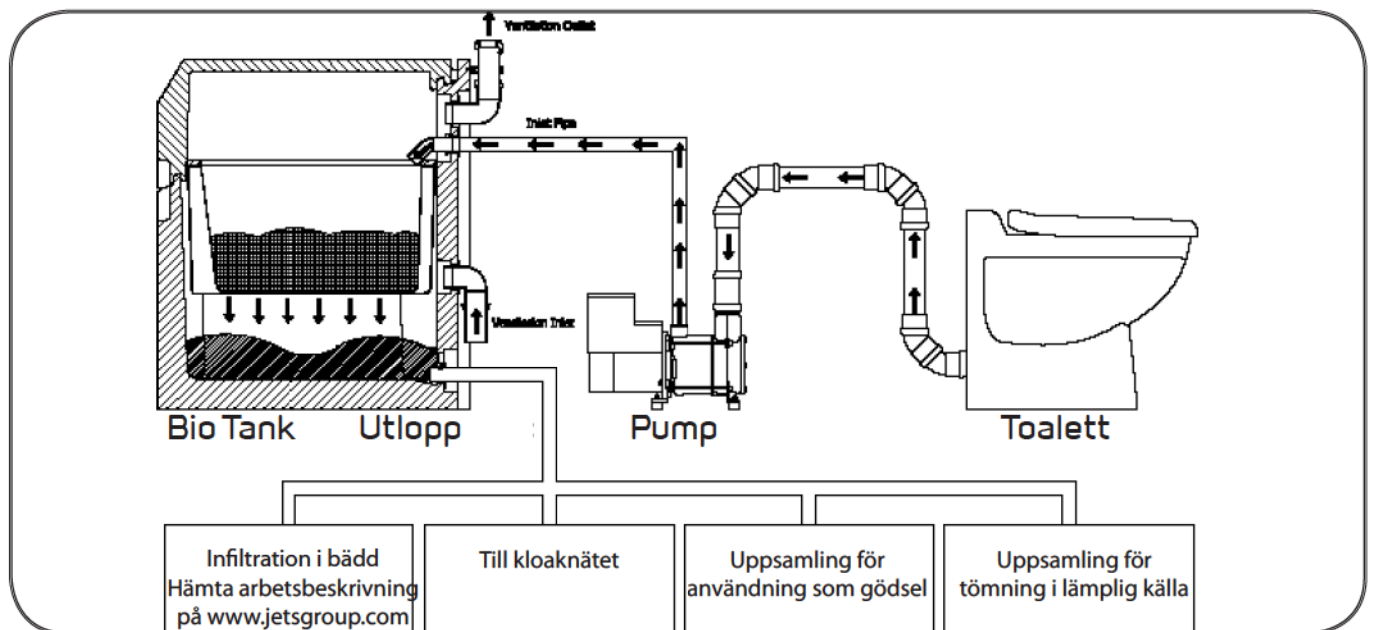 Ventilation Outlet
Inlet Pipe
Ventilation Inlet
Bio Tank
Utlopp
Pump
Toalett
Infiltration i bädd
Hämta arbetsbeskrivning
på www.jetsgroup.com
Till kloaknätet
Uppsamling för
användning som gödsel
Uppsamling för
tömning i lämplig källa